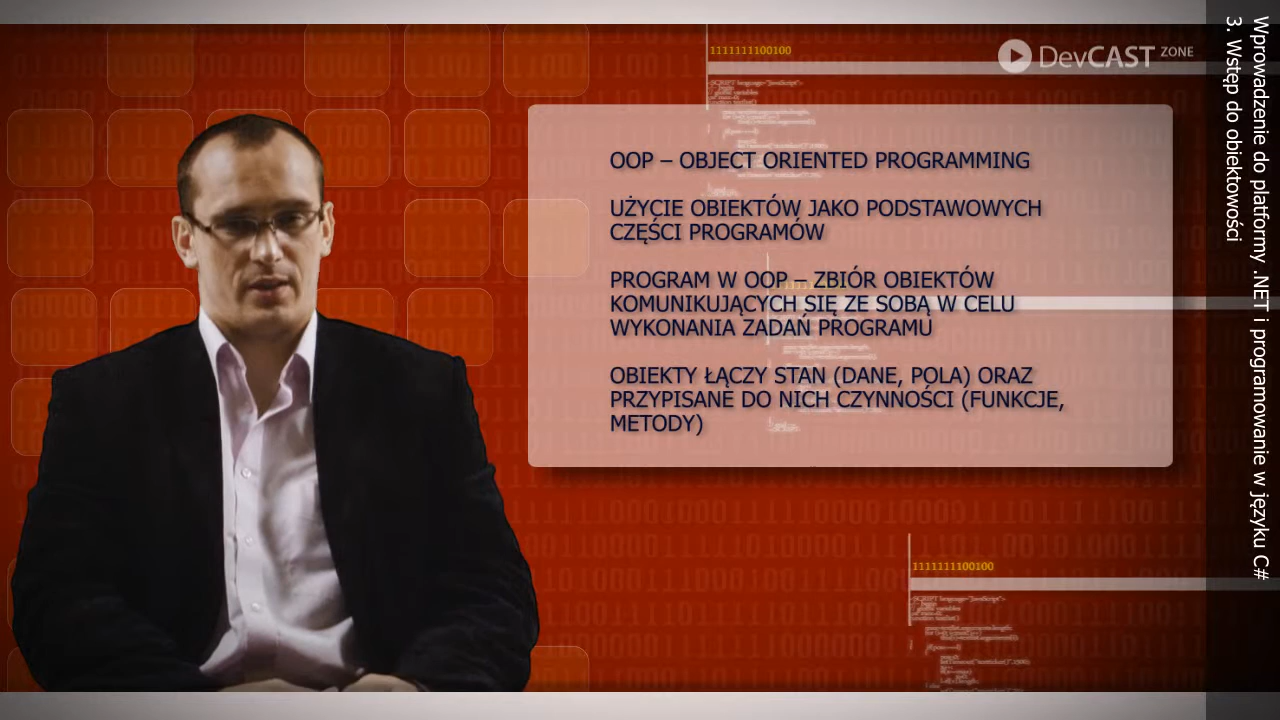 1111111100100
DevCAST ZONE
OOP – OBJECT ORIENTED PROGRAMMING
UŻYCIE OBIEKTÓW JAKO PODSTAWOWYCH
CZĘŚCI PROGRAMÓW
PROGRAM W OOP – ZBIÓR OBIEKTÓW
KOMUNIKUJĄCYCH SIĘ ZE SOBĄ W CELU
WYKONANIA ZADAŃ PROGRAMU
OBIEKTY ŁĄCZY STAN (DANE, POLA) ORAZ
PRZYPISANE DO NICH CZYNNOŚCI (FUNKCJE,
METODY)
Wprowadzenie do platformy .NET i programowanie w języku C#
3. Wstęp do obiektowości
1111111100100